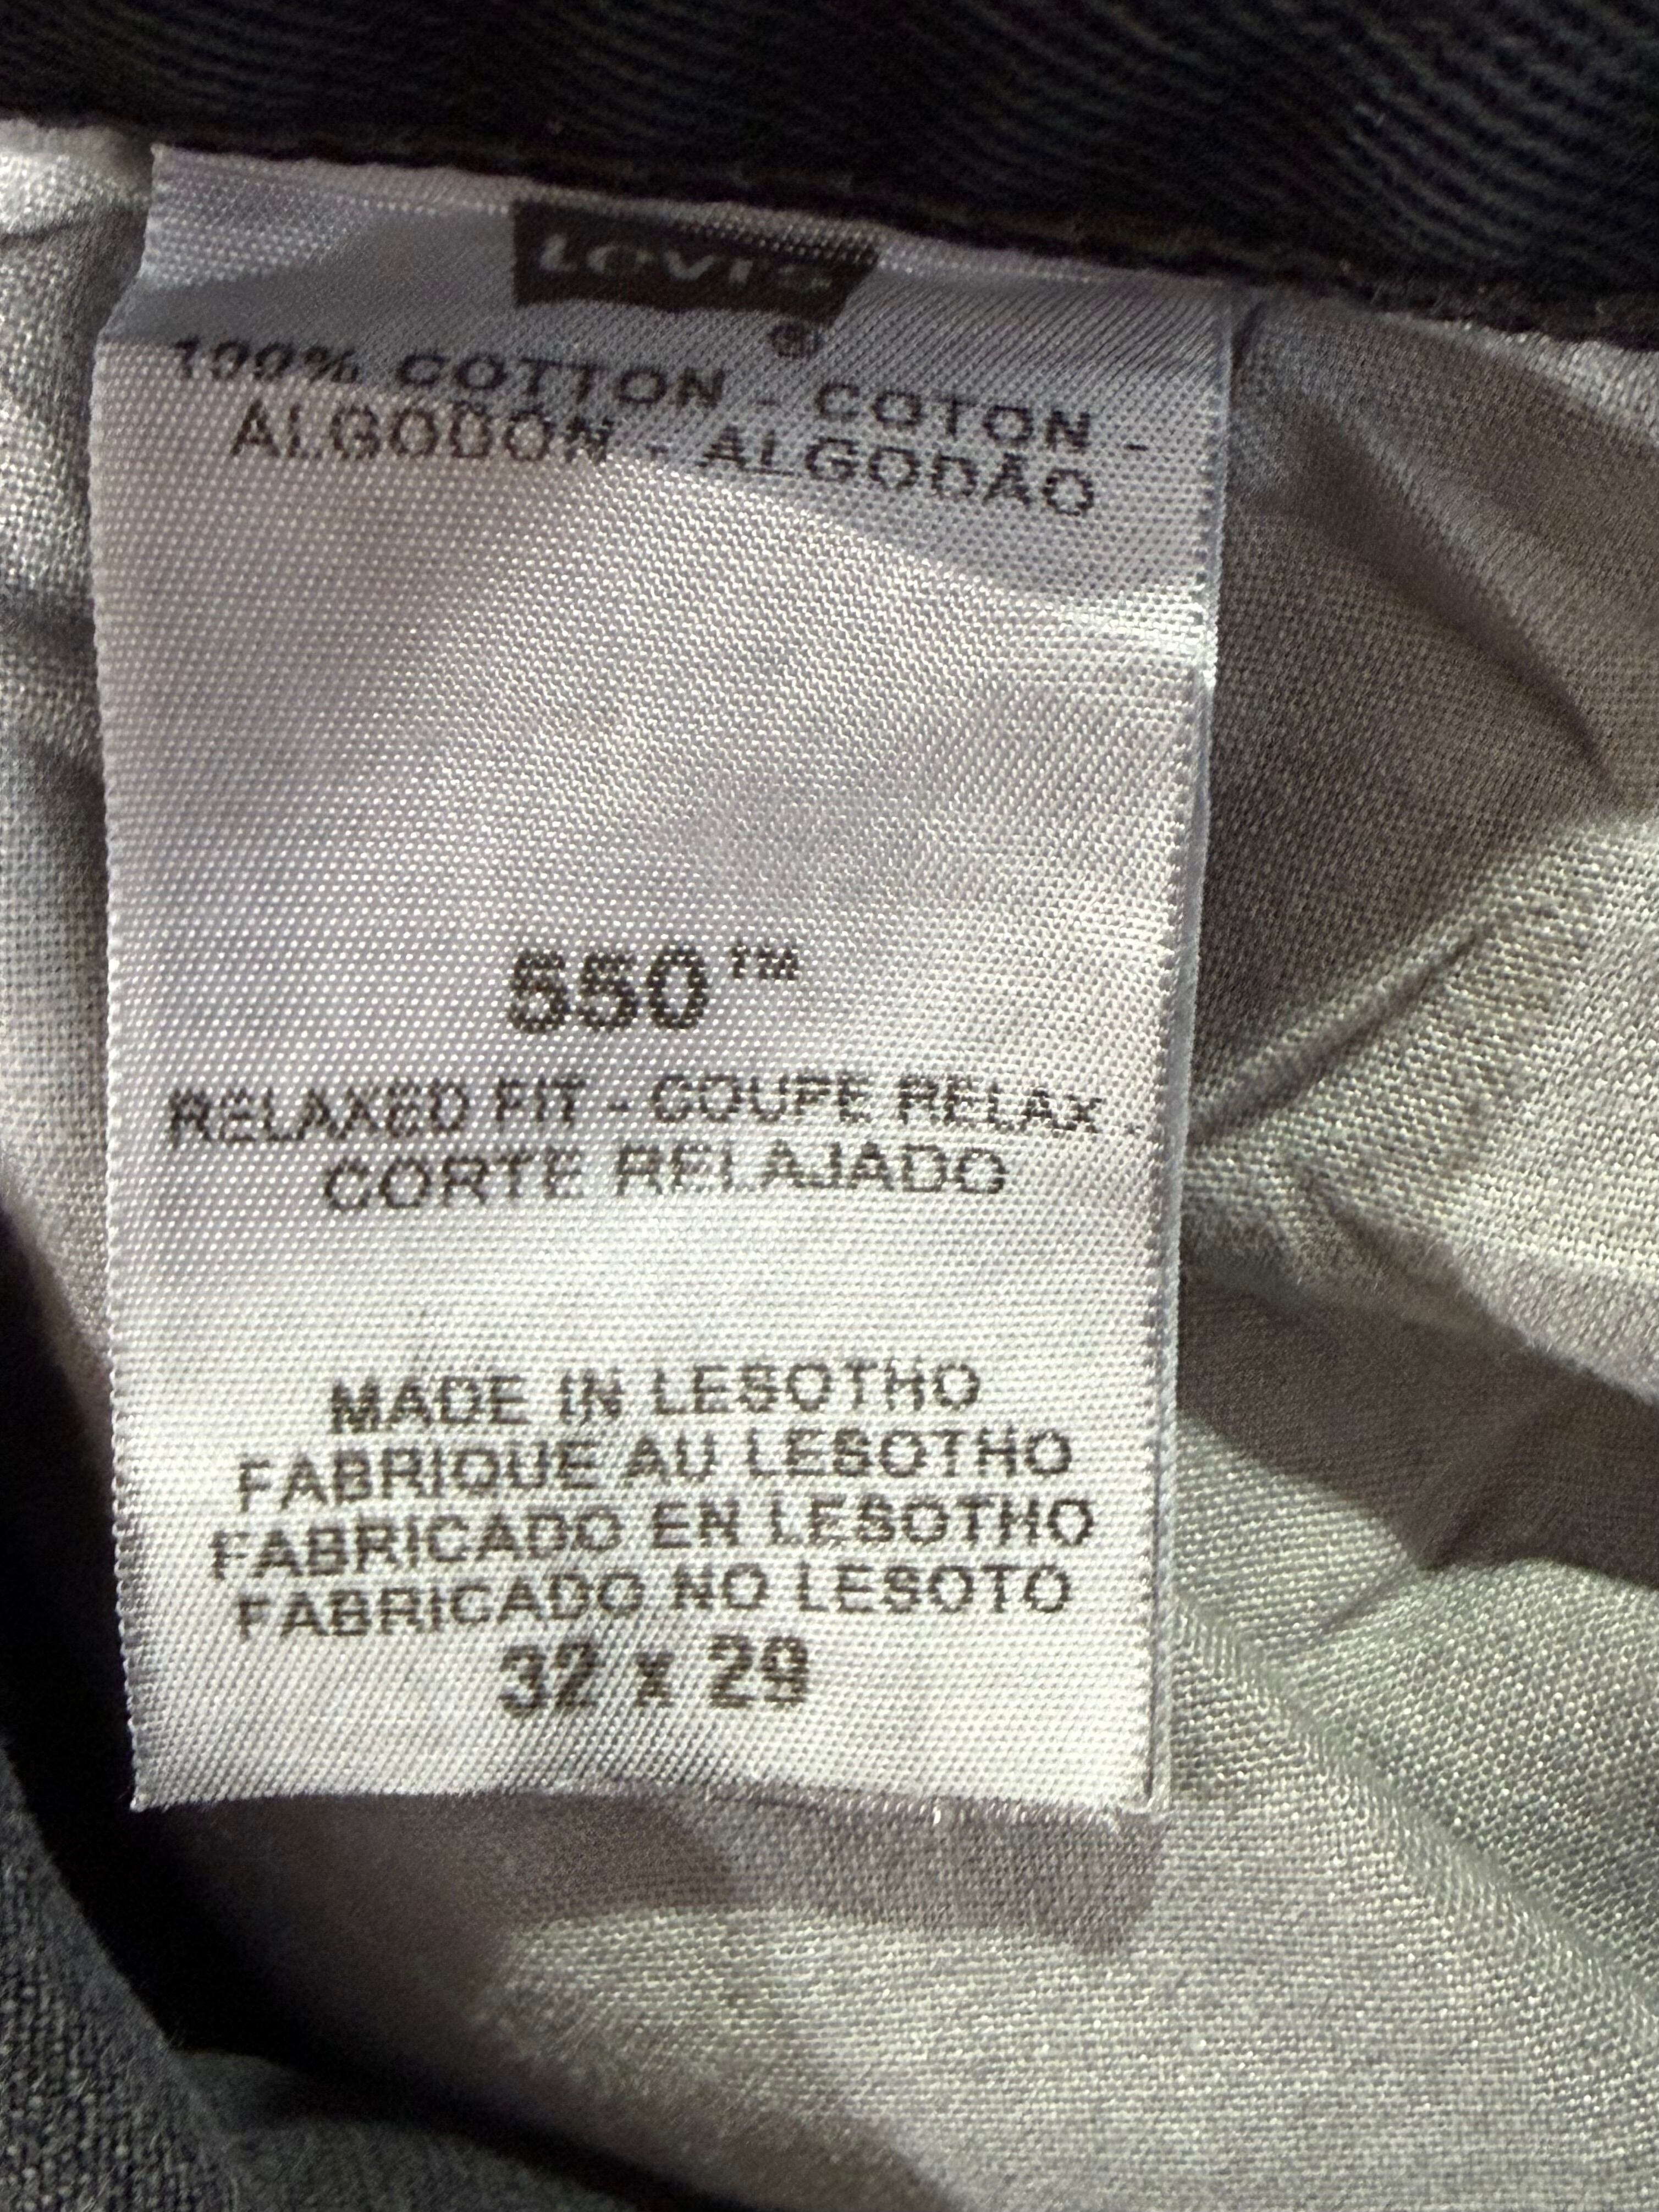 LEVI'S
®
100% COTTON - COTON -
ALGODÓN - ALGODÃO
550™
RELAXED FIT - COUPE RELAX -
CORTE RELAJADO
MADE IN LESOTHO
FABRIQUE AU LESOTHO
FABRICADO EN LESOTHO
FABRICADO NO LESOTO
32 x 29